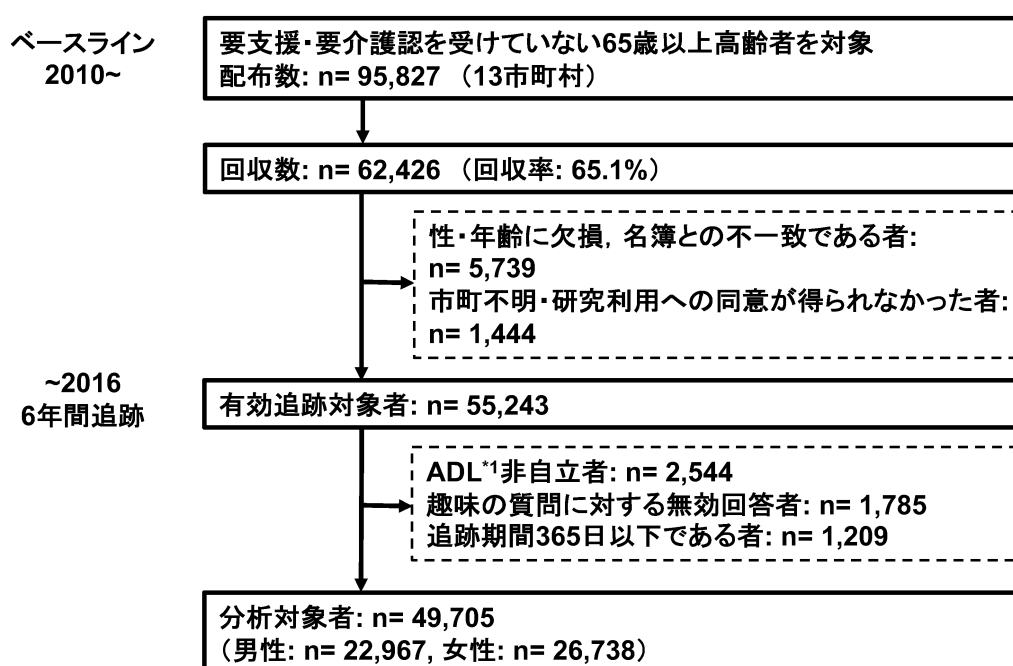 ベースライン
2010~
要支援・要介護認を受けていない65歳以上高齢者を対象
配布数: n= 95,827 （13市町村）
回収数: n= 62,426 （回収率: 65.1%）
性・年齢に欠損，名簿との不一致である者:
n= 5,739
市町不明・研究利用への同意が得られなかった者:
n= 1,444
~2016
6年間追跡
有効追跡対象者: n= 55,243
ADL*1非自立者: n= 2,544
趣味の質問に対する無効回答者: n= 1,785
追跡期間365日以下である者: n= 1,209
分析対象者: n= 49,705
（男性: n= 22,967, 女性: n= 26,738）